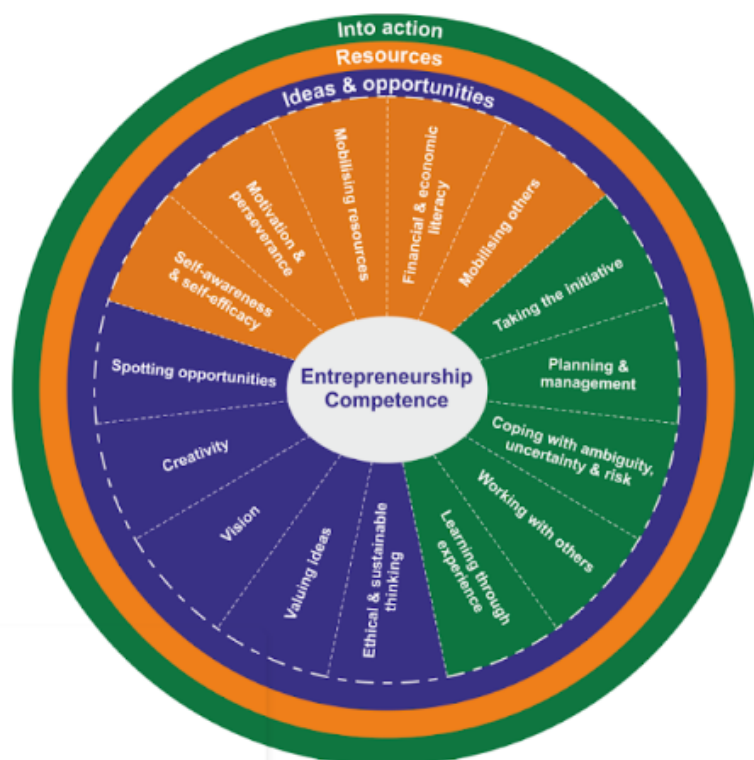 Into action
Resources
Ideas & opportunities
Self-awareness
& self-efficacy
Motivation &
perseverance
Mobilising resources
Financial & economic
literacy
Mobilising others
Taking the initiative
Planning &
management
Coping with ambiguity,
uncertainty & risk
Working with others
Learning through
experience
Ethical & sustainable
thinking
Valuing ideas
Vision
Creativity
Spotting opportunities
Entrepreneurship
Competence